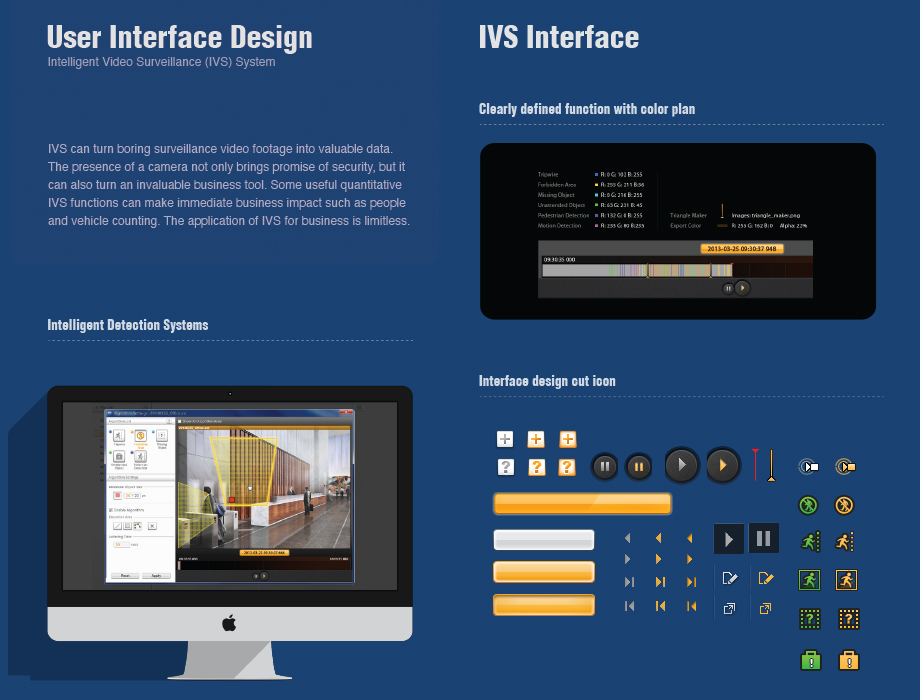 User Interface Design
Intelligent Video Surveillance (IVS) System
IVS can turn boring surveillance video footage into valuable data.
The presence of a camera not only brings promise of security, but it
can also turn an invaluable business tool. Some useful quantitative
IVS functions can make immediate business impact such as people
and vehicle counting. The application of IVS for business is limitless.
Intelligent Detection Systems
Reset
Apply
IVS Interface
Clearly defined function with color plan
Tripwire R: 0 G: 102 B: 255
Forbidden Area R: 255 G: 211 B:56
Missing Object R: 0 G: 216 B: 255
Unattended Object R: 63 G: 231 B: 45
Pedestrian Detection R: 132 G: 0 B: 255
Motion Detection R: 233 G: 80 B:233
Triangle Maker Images: triangle_maker.png
Export Color R: 255 G: 162 B:0 Alpha: 22%
2013-03-25 09:30:37 948
09:30:35 000
Interface design cut icon